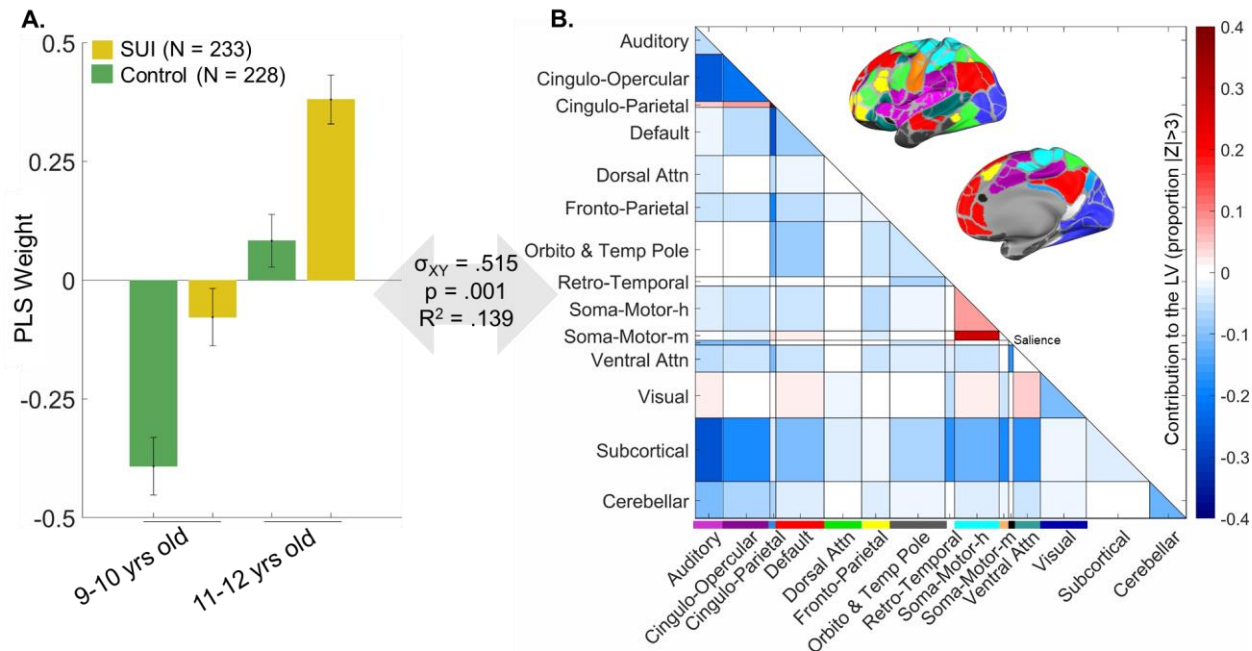 A.
0.5
0.25
0
-0.25
-0.5
PLS Weight
SUI (N = 233)
Control (N = 228)
9-10 yrs old
11-12 yrs old
σXY = .515
p = .001
R² = .139
B.
Auditory
Cingulo-Opercular
Cingulo-Parietal
Default
Dorsal Attn
Fronto-Parietal
Orbito & Temp Pole
Retro-Temporal
Soma-Motor-h
Soma-Motor-m
Salience
Ventral Attn
Visual
Subcortical
Cerebellar
Auditory
Cingulo-Opercular
Cingulo-Parietal
Default
Dorsal Attn
Fronto-Parietal
Orbito & Temp Pole
Retro-Temporal
Soma-Motor-h
Soma-Motor-m
Ventral Attn
Visual
Subcortical
Cerebellar
Contribution to the LV (proportion |Z|>3)
0.4
0.3
0.2
0.1
0
-0.1
-0.2
-0.3
-0.4